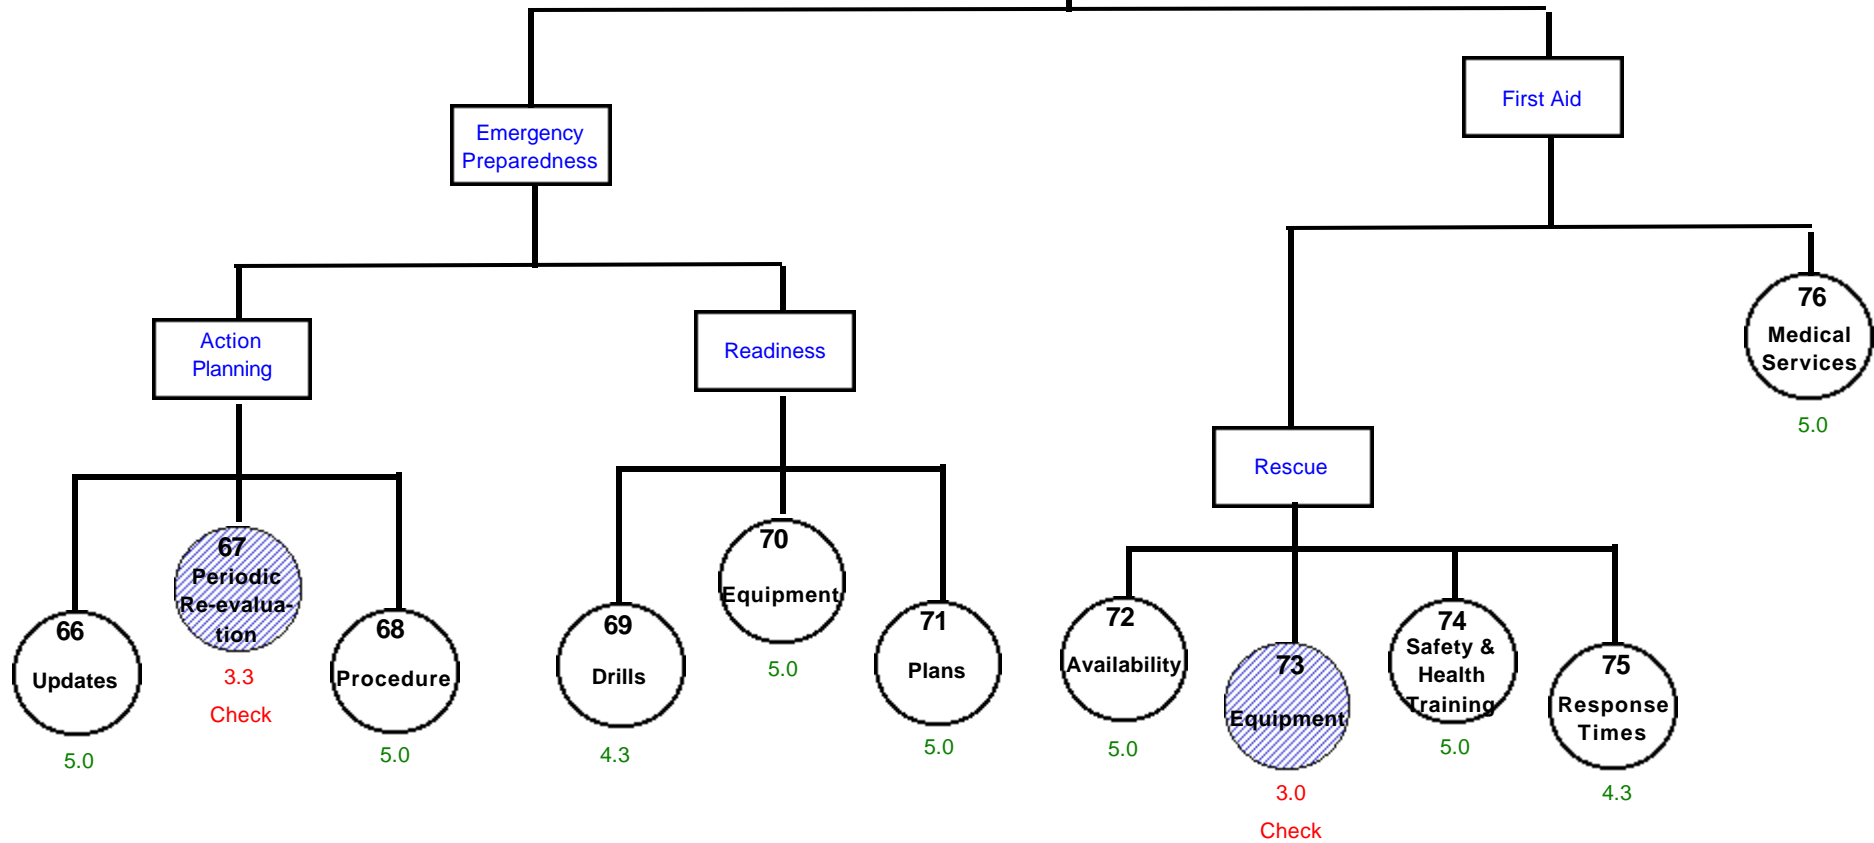 First Aid
Emergency
Preparedness
Action
Planning
Readiness
76
Medical
Services
5.0
Rescue
67
Periodic
Re-evalua-
tion
3.3
Check
66
Updates
5.0
68
Procedure
5.0
70
Equipment
5.0
69
Drills
4.3
71
Plans
5.0
72
Availability
5.0
73
Equipment
3.0
Check
74
Safety &
Health
Training
5.0
75
Response
Times
4.3